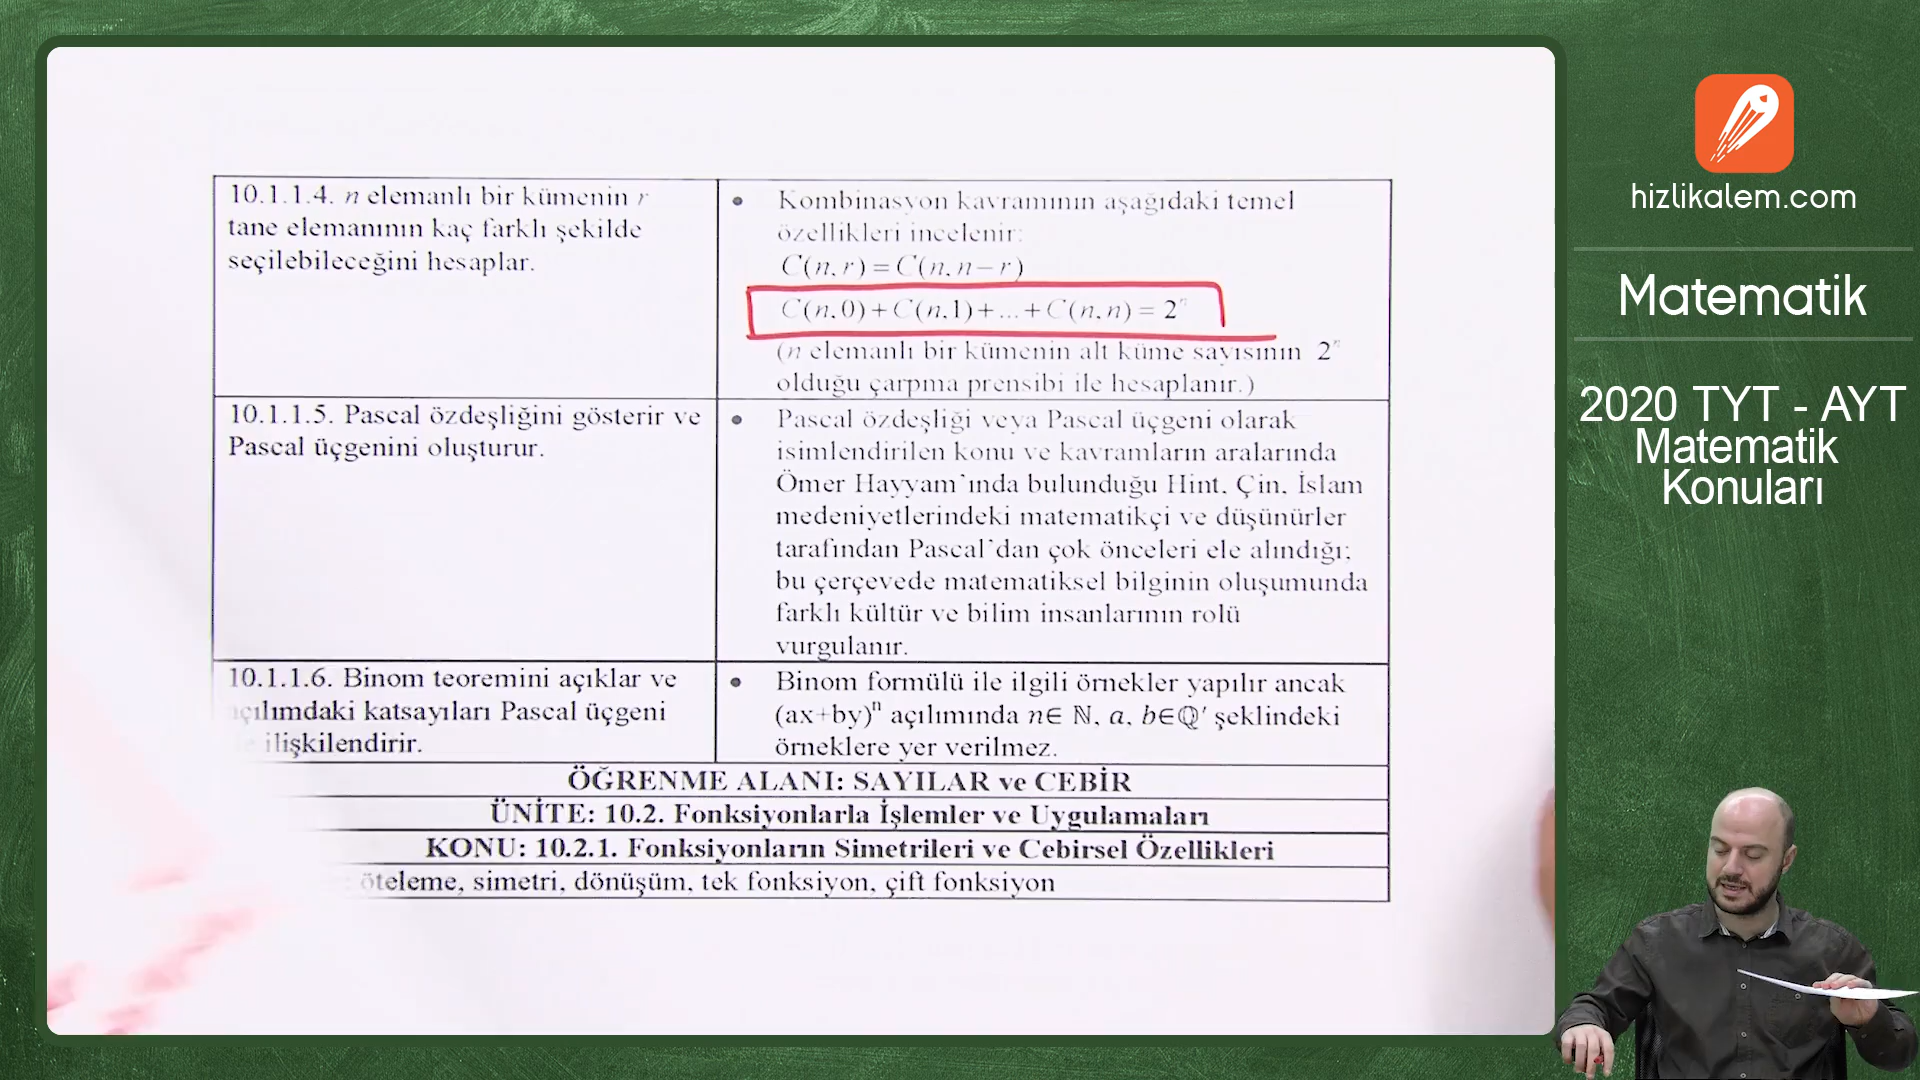 10.1.1.4. n elemanlı bir kümenin r
tane elemanının kaç farklı şekilde
seçilebileceğini hesaplar.
• Kombinasyon kavramının aşağıdaki temel
özellikleri incelenir:
C(n,r)=C(n,n−r)
C(n,0)+C(n,1)+...+C(n,n)=2ⁿ
(n elemanlı bir kümenin alt küme sayısının 2ⁿ
olduğu çarpma prensibi ile hesaplanır.)
10.1.1.5. Pascal özdeşliğini gösterir ve
Pascal üçgenini oluşturur.
• Pascal özdeşliği veya Pascal üçgeni olarak
isimlendirilen konu ve kavramların aralarında
Ömer Hayyam'ında bulunduğu Hint, Çin, İslam
medeniyetlerindeki matematikçi ve düşünürler
tarafından Pascal'dan çok önceleri ele alındığı;
bu çerçevede matematiksel bilginin oluşumunda
farklı kültür ve bilim insanlarının rolü
vurgulanır.
10.1.1.6. Binom teoremini açıklar ve
açılımdaki katsayıları Pascal üçgeni
ilişkilendirir.
• Binom formülü ile ilgili örnekler yapılır ancak
(ax+by)ⁿ açılımında n∈ ℕ, a, b∈ℚ′ şeklindeki
örneklere yer verilmez.
ÖĞRENME ALANI: SAYILAR ve CEBİR
ÜNİTE: 10.2. Fonksiyonlarla İşlemler ve Uygulamaları
KONU: 10.2.1. Fonksiyonların Simetrileri ve Cebirsel Özellikleri
: öteleme, simetri, dönüşüm, tek fonksiyon, çift fonksiyon
hizlikalem.com
Matematik
2020 TYT - AYT
Matematik
Konuları